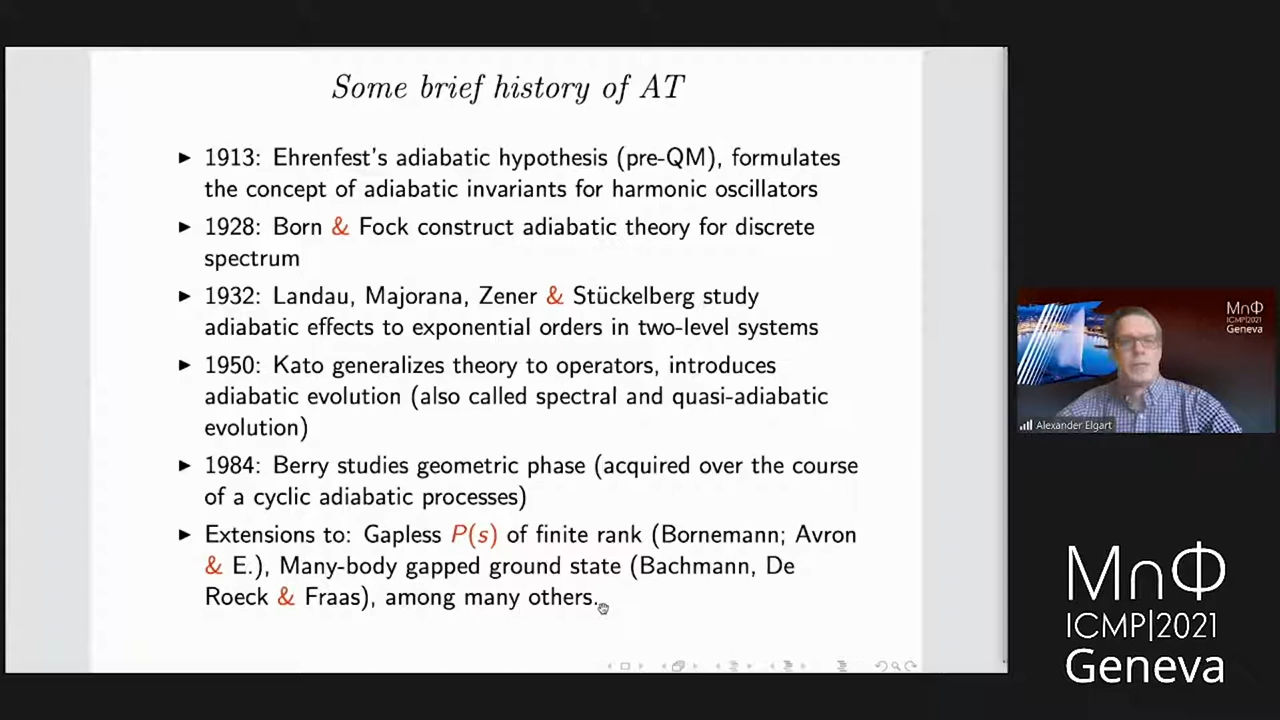 Some brief history of AT
► 1913: Ehrenfest's adiabatic hypothesis (pre-QM), formulates
the concept of adiabatic invariants for harmonic oscillators
► 1928: Born & Fock construct adiabatic theory for discrete
spectrum
► 1932: Landau, Majorana, Zener & Stückelberg study
adiabatic effects to exponential orders in two-level systems
► 1950: Kato generalizes theory to operators, introduces
adiabatic evolution (also called spectral and quasi-adiabatic
evolution)
► 1984: Berry studies geometric phase (acquired over the course
of a cyclic adiabatic processes)
► Extensions to: Gapless P(s) of finite rank (Bornemann; Avron
& E.), Many-body gapped ground state (Bachmann, De
Roeck & Fraas), among many others.
MnΦ
ICMP|2021
Geneva
Alexander Elgart
MnΦ
ICMP|2021
Geneva